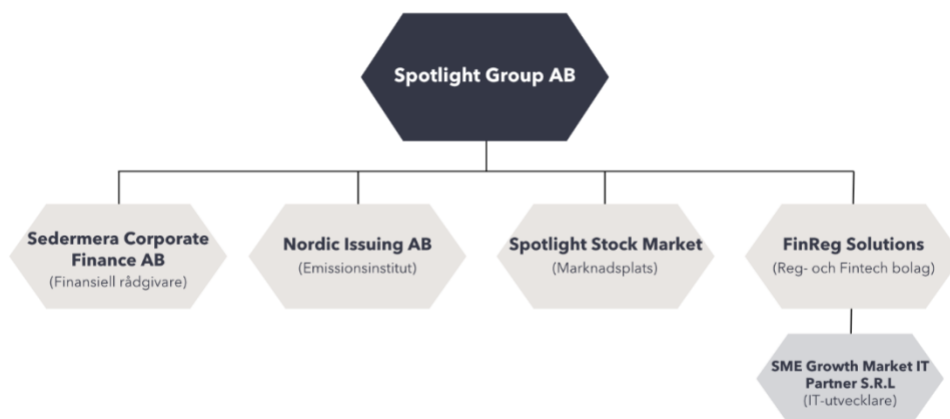 Spotlight Group AB
Sedermera Corporate
Finance AB
(Finansiell rådgivare)
Nordic Issuing AB
(Emissionsinstitut)
Spotlight Stock Market
(Marknadsplats)
FinReg Solutions
(Reg- och Fintech bolag)
SME Growth Market IT
Partner S.R.L
(IT-utvecklare)